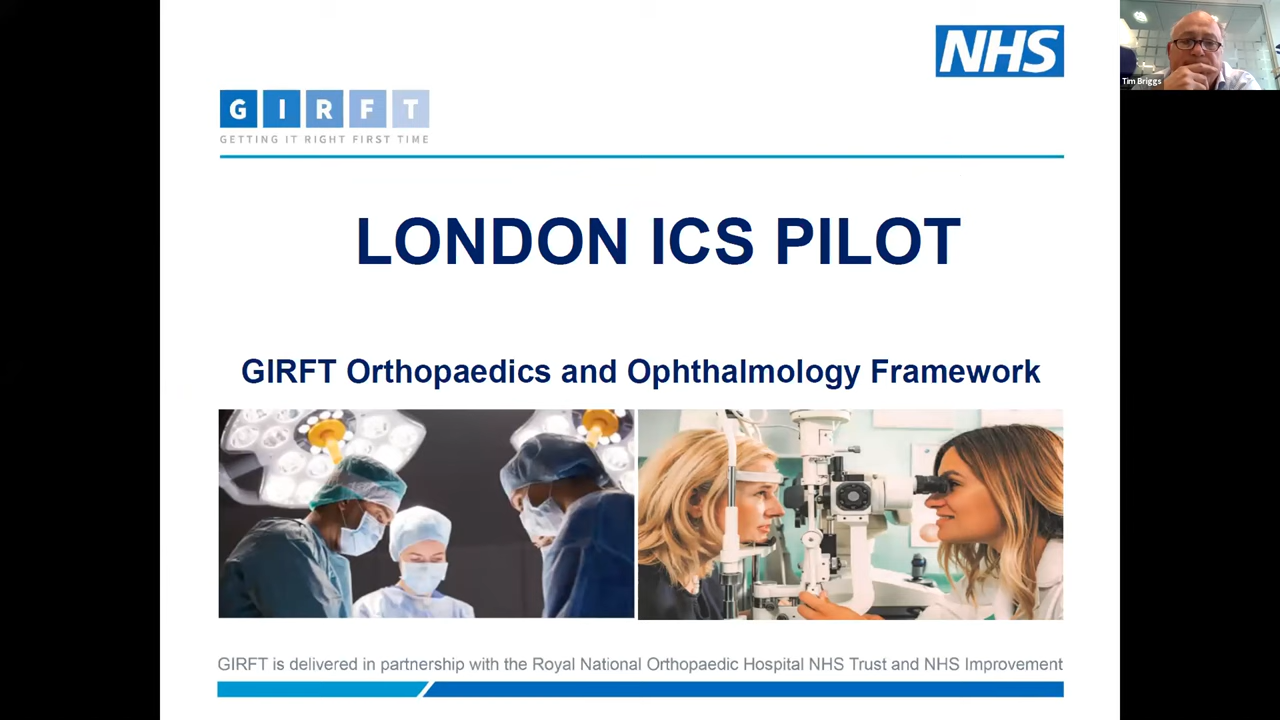 NHS
Tim Briggs
G I R F T
GETTING IT RIGHT FIRST TIME
LONDON ICS PILOT
GIRFT Orthopaedics and Ophthalmology Framework
GIRFT is delivered in partnership with the Royal National Orthopaedic Hospital NHS Trust and NHS Improvement